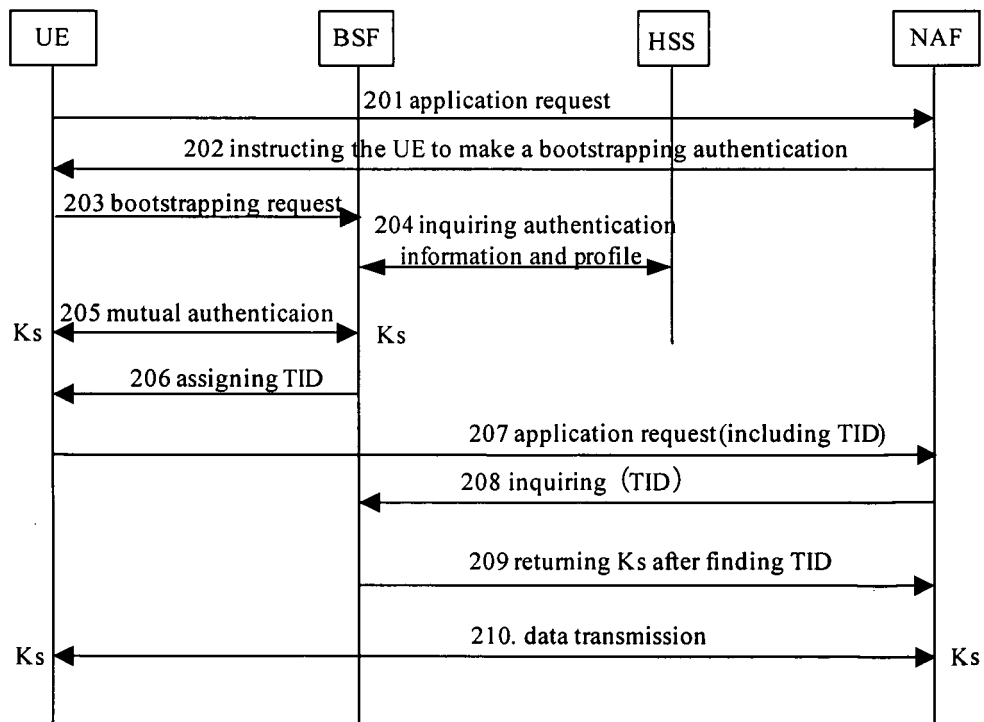 UE
BSF
HSS
NAF
201 application request
202 instructing the UE to make a bootstrapping authentication
203 bootstrapping request
204 inquiring authentication
information and profile
205 mutual authenticaion
Ks
Ks
206 assigning TID
207 application request(including TID)
208 inquiring（TID）
209 returning Ks after finding TID
210. data transmission
Ks
Ks